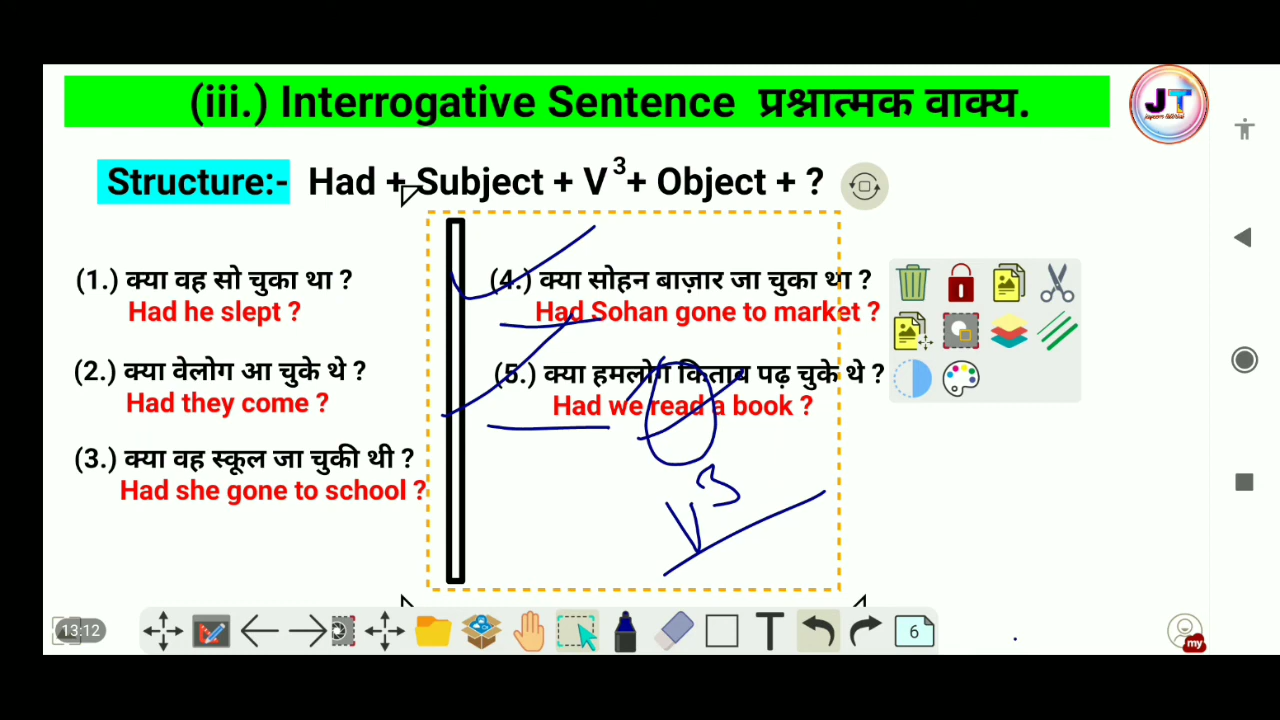 (iii.) Interrogative Sentence प्रश्नात्मक वाक्य.
JT
Structure:- Had + Subject + V³ + Object + ?
(1.) क्या वह सो चुका था ?
Had he slept ?
(2.) क्या वेलोग आ चुके थे ?
Had they come ?
(3.) क्या वह स्कूल जा चुकी थी ?
Had she gone to school ?
(4.) क्या सोहन बाज़ार जा चुका था ?
Had Sohan gone to market ?
(5.) क्या हमलोग किताब पढ़ चुके थे ?
Had we read a book ?
V3
13:12
T
6
my